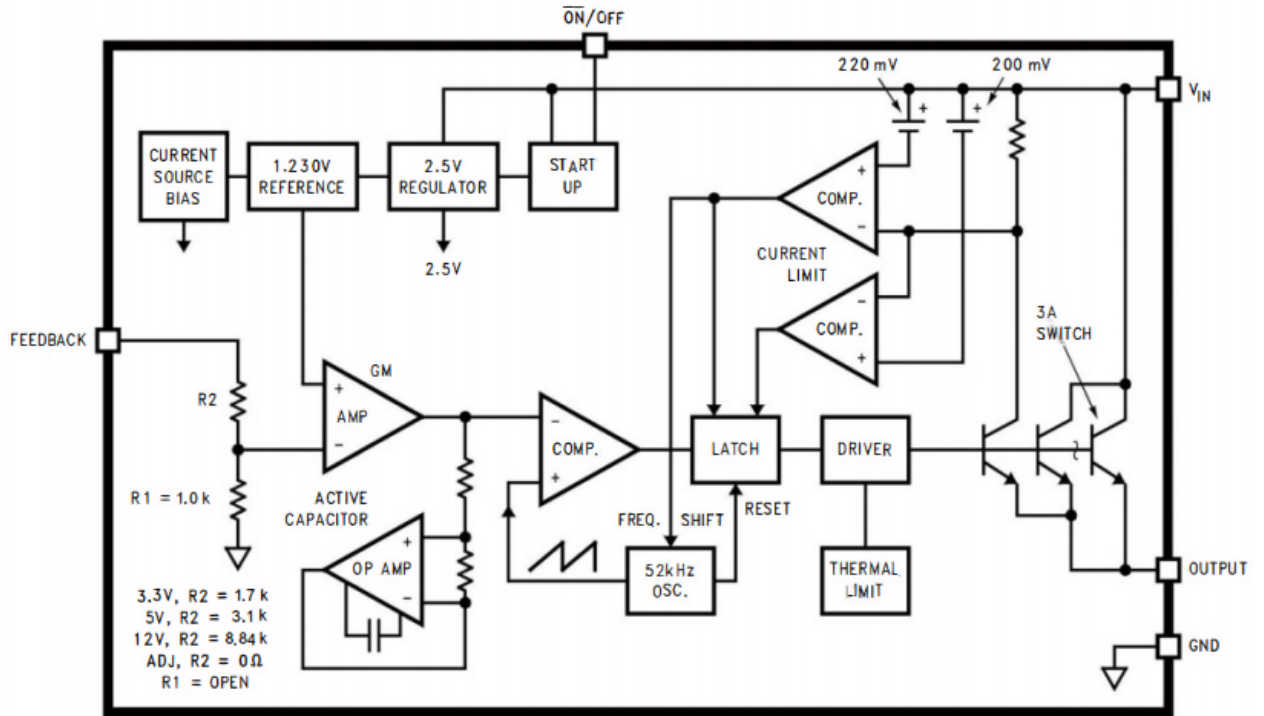 ON/OFF
220 mV
200 mV
VIN
CURRENT
SOURCE
BIAS
1.230V
REFERENCE
2.5V
REGULATOR
START
UP
+
+
+
COMP.
-
CURRENT
LIMIT
2.5V
-
COMP.
+
3A
SWITCH
FEEDBACK
R2
GM
+
AMP
-
-
COMP.
+
LATCH
DRIVER
R1 = 1.0 k
ACTIVE
CAPACITOR
FREQ. SHIFT
RESET
+
OP AMP
-
52kHz
OSC.
THERMAL
LIMIT
OUTPUT
3.3V, R2 = 1.7 k
5V, R2 = 3.1 k
12V, R2 = 8.84 k
ADJ, R2 = 0Ω
R1 = OPEN
GND